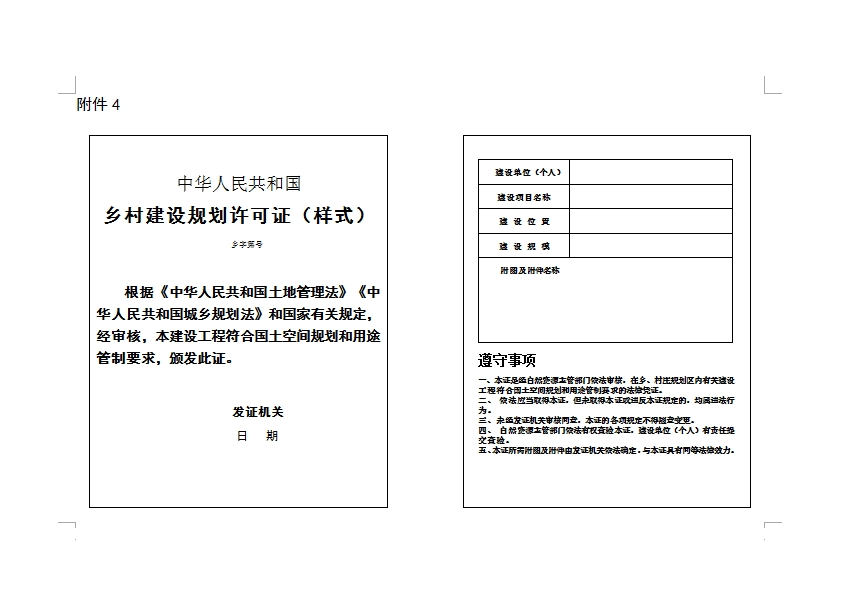 附件 4
中华人民共和国
乡村建设规划许可证（样式）
乡字第号
根据《中华人民共和国土地管理法》《中
华人民共和国城乡规划法》和国家有关规定，
经审核，本建设工程符合国土空间规划和用途
管制要求，颁发此证。
发证机关
日 期
建设单位（个人）
建设项目名称
建 设 位 置
建 设 规 模
附图及附件名称
遵守事项
一、本证是经自然资源主管部门依法审核，在乡、村庄规划区内有关建设
工程符合国土空间规划和用途管制要求的法律凭证。
二、 依法应当取得本证，但未取得本证或违反本证规定的，均属违法行
为。
三、未经发证机关审核同意，本证的各项规定不得随意变更。
四、 自然资源主管部门依法有权查验本证，建设单位（个人）有责任提
交查验。
五、本证所需附图及附件由发证机关依法确定，与本证具有同等法律效力。